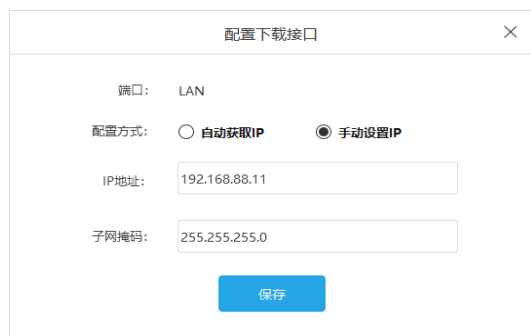 配置下载接口
端口: LAN
配置方式: 自动获取IP 手动设置IP
IP地址: 192.168.88.11
子网掩码: 255.255.255.0
保存